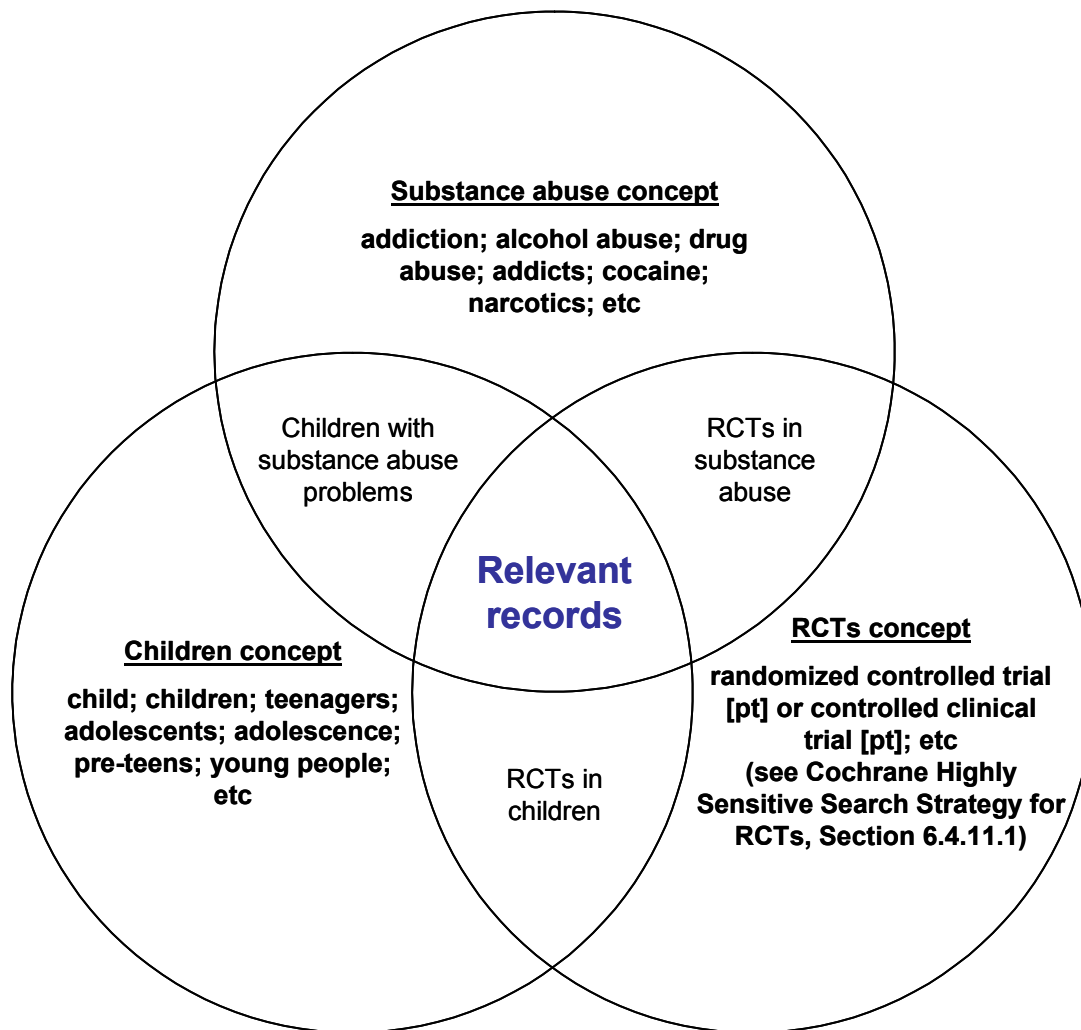 Substance abuse concept
addiction; alcohol abuse; drug
abuse; addicts; cocaine;
narcotics; etc
Children with
substance abuse
problems
RCTs in
substance
abuse
Relevant
records
Children concept
child; children; teenagers;
adolescents; adolescence;
pre-teens; young people;
etc
RCTs concept
randomized controlled trial
[pt] or controlled clinical
trial [pt]; etc
(see Cochrane Highly
Sensitive Search Strategy for
RCTs, Section 6.4.11.1)
RCTs in
children